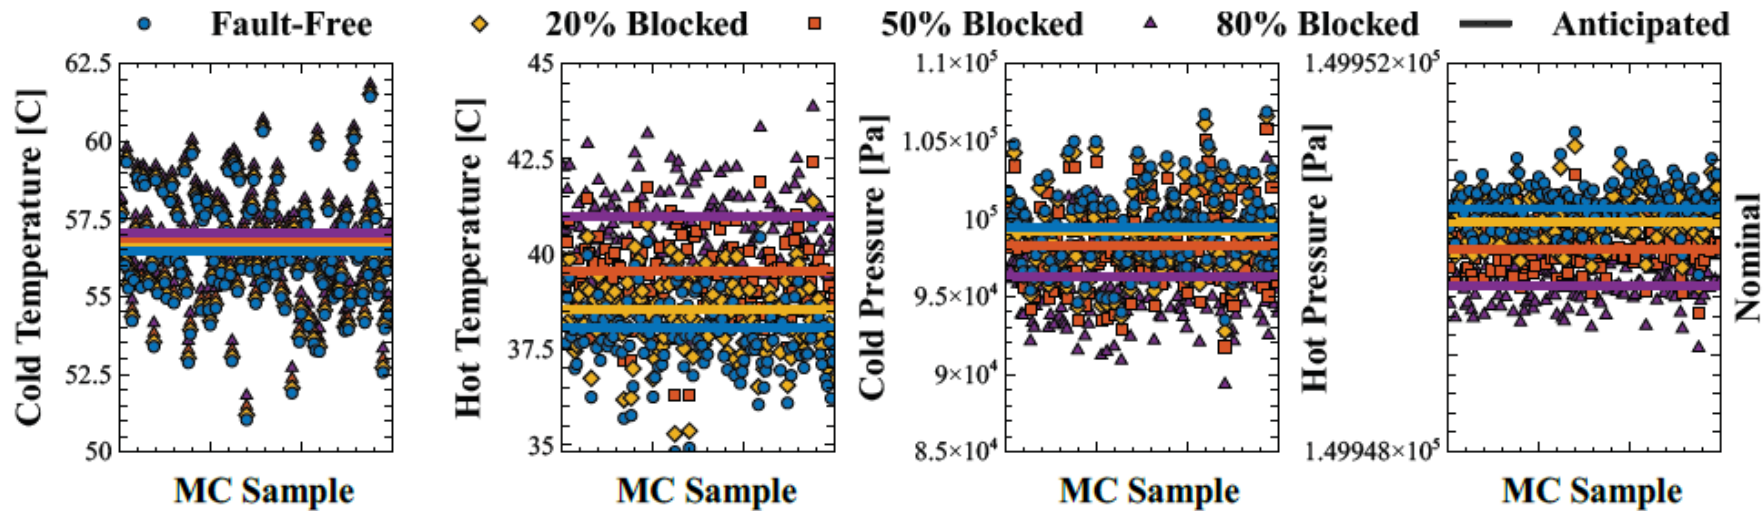 Fault-Free 20% Blocked 50% Blocked 80% Blocked Anticipated
Cold Temperature [C]
62.5
60
57.5
55
52.5
50
MC Sample
Hot Temperature [C]
45
42.5
40
37.5
35
MC Sample
Cold Pressure [Pa]
1.1×10⁵
1.05×10⁵
10⁵
9.5×10⁴
9×10⁴
8.5×10⁴
MC Sample
Hot Pressure [Pa]
1.49952×10⁵
1.49948×10⁵
MC Sample
Nominal